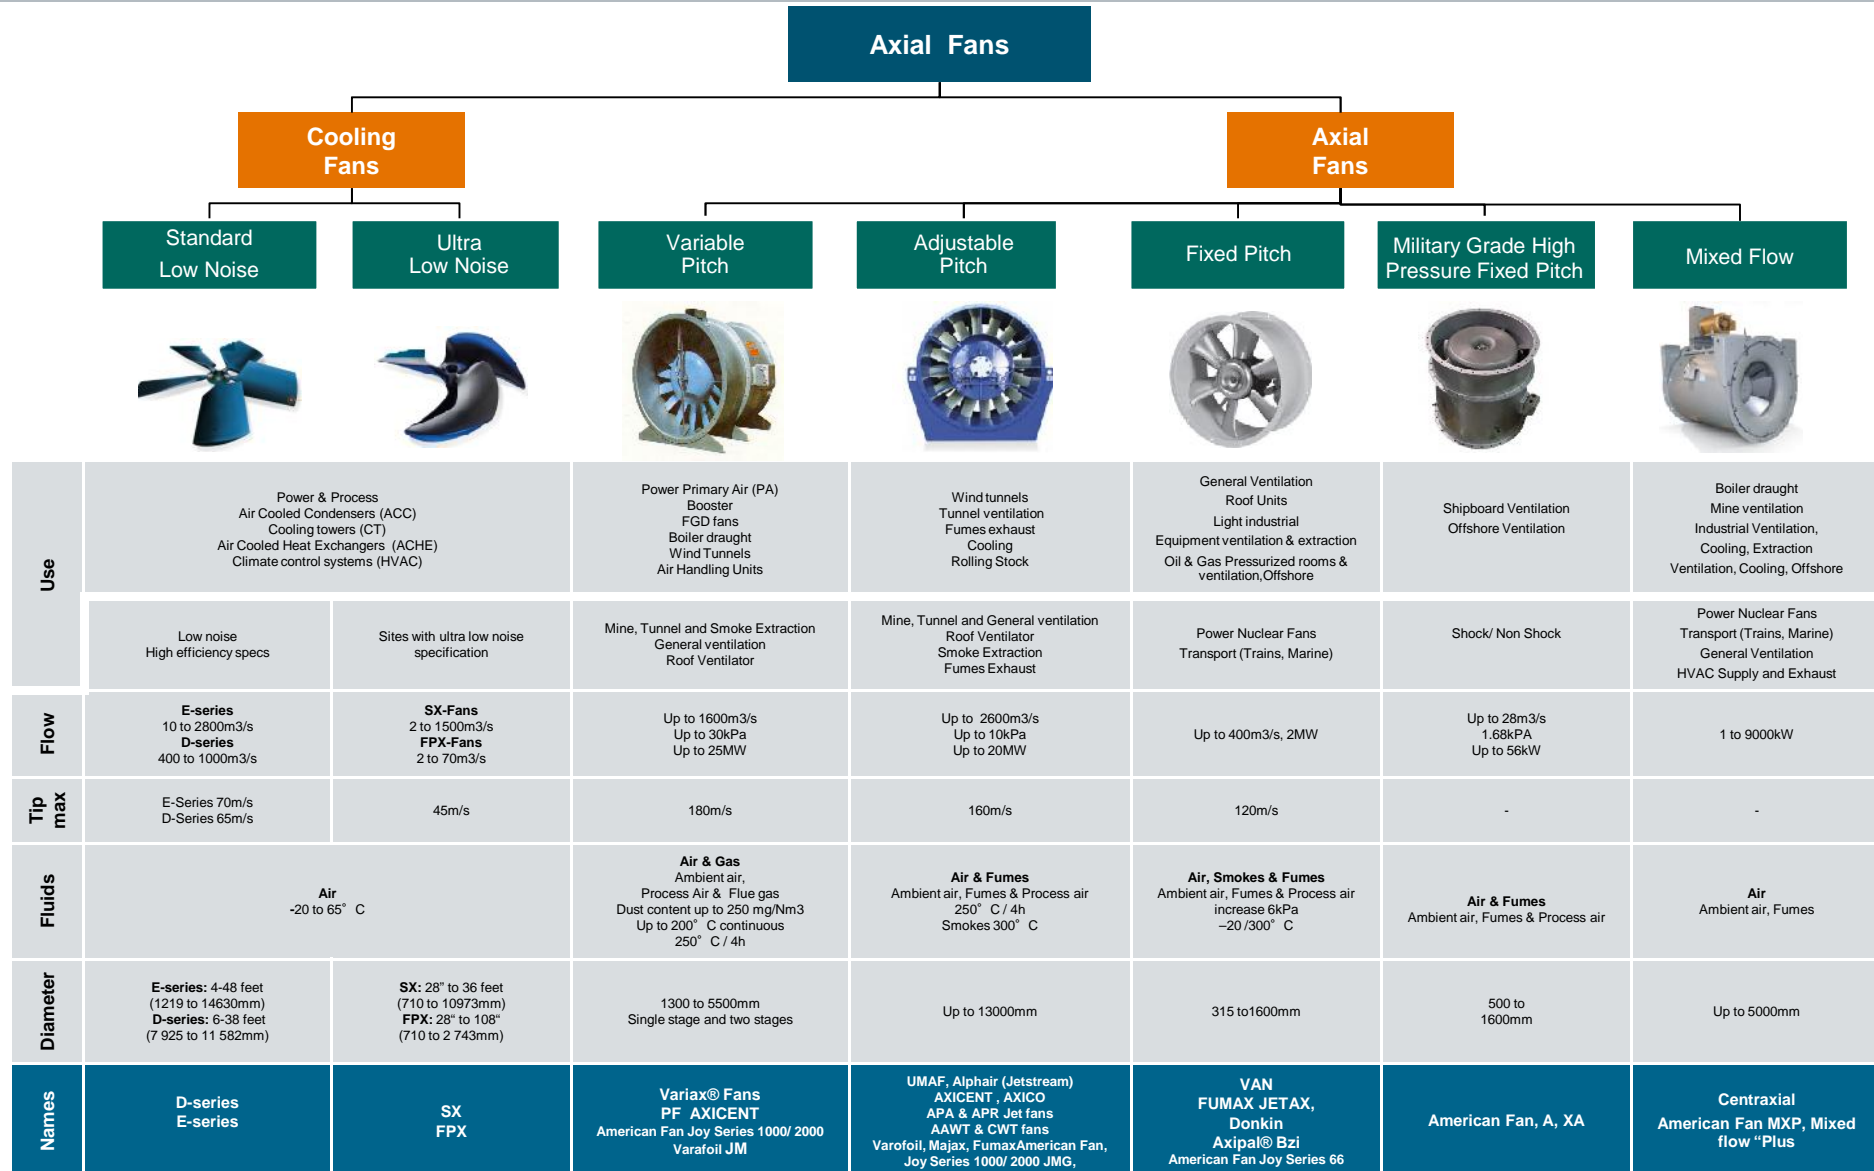 Axial Fans
Cooling
Fans
Axial
Fans
Standard
Low Noise
Ultra
Low Noise
Variable
Pitch
Adjustable
Pitch
Fixed Pitch
Military Grade High
Pressure Fixed Pitch
Mixed Flow
Use
Power & Process
Air Cooled Condensers (ACC)
Cooling towers (CT)
Air Cooled Heat Exchangers (ACHE)
Climate control systems (HVAC)
Power Primary Air (PA)
Booster
FGD fans
Boiler draught
Wind Tunnels
Air Handling Units
Wind tunnels
Tunnel ventilation
Fumes exhaust
Cooling
Rolling Stock
General Ventilation
Roof Units
Light industrial
Equipment ventilation & extraction
Oil & Gas Pressurized rooms &
ventilation,Offshore
Shipboard Ventilation
Offshore Ventilation
Boiler draught
Mine ventilation
Industrial Ventilation,
Cooling, Extraction
Ventilation, Cooling, Offshore
Low noise
High efficiency specs
Sites with ultra low noise
specification
Mine, Tunnel and Smoke Extraction
General ventilation
Roof Ventilator
Mine, Tunnel and General ventilation
Roof Ventilator
Smoke Extraction
Fumes Exhaust
Power Nuclear Fans
Transport (Trains, Marine)
Shock/ Non Shock
Power Nuclear Fans
Transport (Trains, Marine)
General Ventilation
HVAC Supply and Exhaust
Flow
E-series
10 to 2800m3/s
D-series
400 to 1000m3/s
SX-Fans
2 to 1500m3/s
FPX-Fans
2 to 70m3/s
Up to 1600m3/s
Up to 30kPa
Up to 25MW
Up to 2600m3/s
Up to 10kPa
Up to 20MW
Up to 400m3/s, 2MW
Up to 28m3/s
1.68kPA
Up to 56kW
1 to 9000kW
Tip
max
E-Series 70m/s
D-Series 65m/s
45m/s
180m/s
160m/s
120m/s
-
-
Fluids
Air
-20 to 65° C
Air & Gas
Ambient air,
Process Air & Flue gas
Dust content up to 250 mg/Nm3
Up to 200° C continuous
250° C / 4h
Air & Fumes
Ambient air, Fumes & Process air
250° C / 4h
Smokes 300° C
Air, Smokes & Fumes
Ambient air, Fumes & Process air
increase 6kPa
–20 /300° C
Air & Fumes
Ambient air, Fumes & Process air
Air
Ambient air, Fumes
Diameter
E-series: 4-48 feet
(1219 to 14630mm)
D-series: 6-38 feet
(7 925 to 11 582mm)
SX: 28” to 36 feet
(710 to 10973mm)
FPX: 28“ to 108“
(710 to 2 743mm)
1300 to 5500mm
Single stage and two stages
Up to 13000mm
315 to1600mm
500 to
1600mm
Up to 5000mm
Names
D-series
E-series
SX
FPX
Variax® Fans
PF AXICENT
American Fan Joy Series 1000/ 2000
Varafoil JM
UMAF, Alphair (Jetstream)
AXICENT , AXICO
APA & APR Jet fans
AAWT & CWT fans
Varofoil, Majax, FumaxAmerican Fan,
Joy Series 1000/ 2000 JMG,
VAN
FUMAX JETAX,
Donkin
Axipal® Bzi
American Fan Joy Series 66
American Fan, A, XA
Centraxial
American Fan MXP, Mixed
flow “Plus